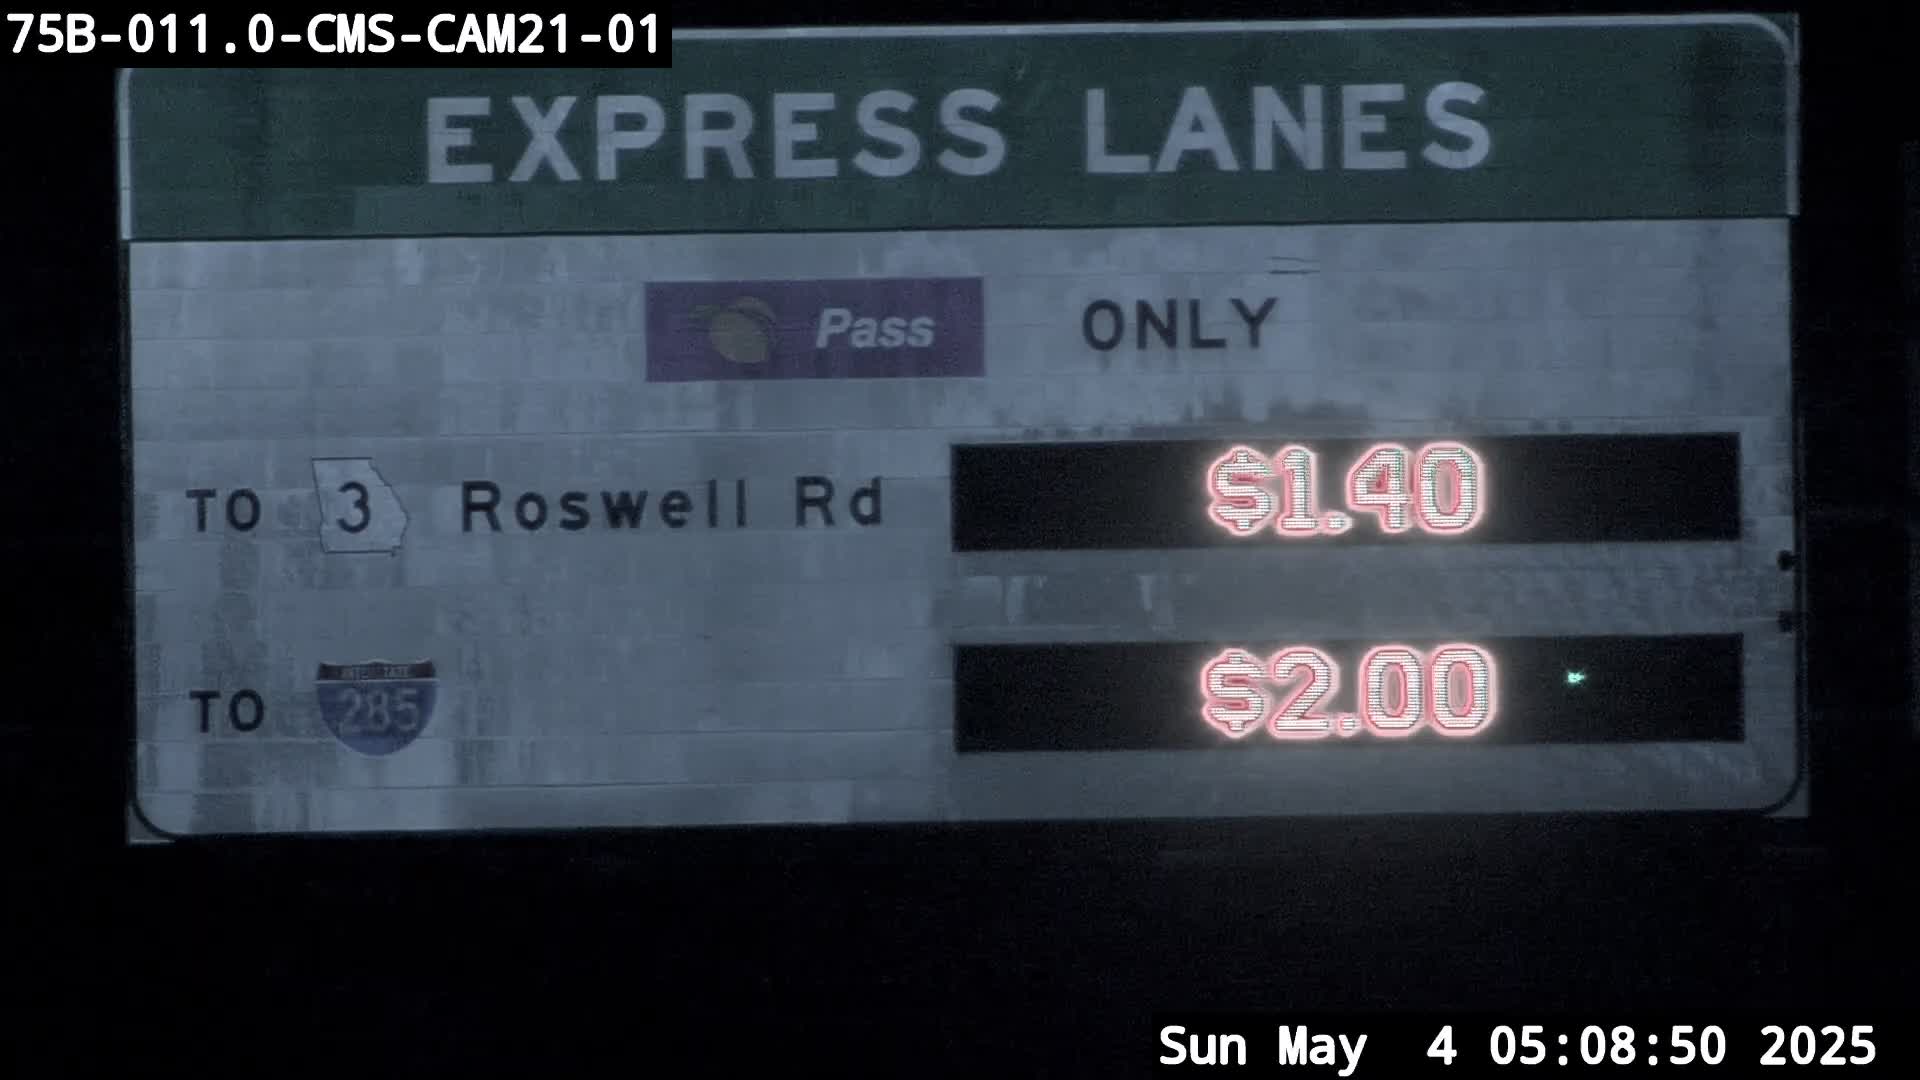 75B-011.0-CMS-CAM21-01
EXPRESS LANES
Pass ONLY
TO 3 Roswell Rd $1.40
INTERSTATE
TO 285 $2.00
Sun May 4 05:08:50 2025